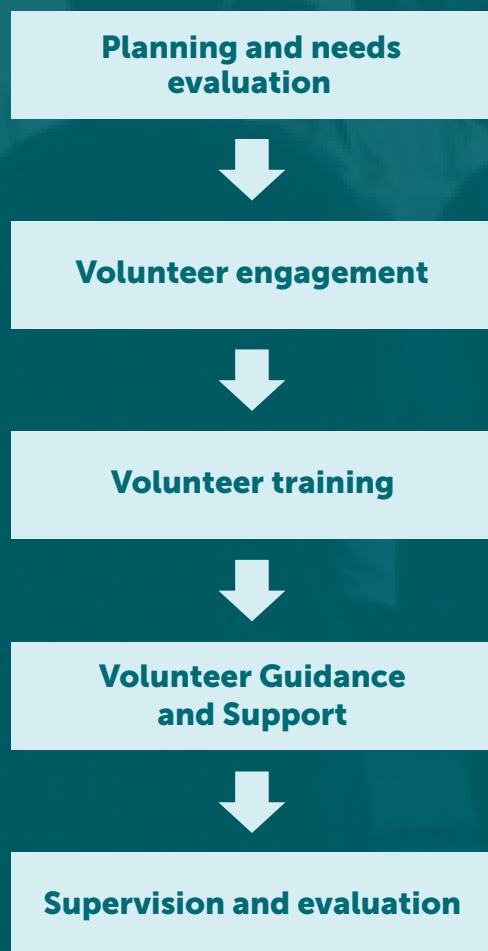 Planning and needs
evaluation
Volunteer engagement
Volunteer training
Volunteer Guidance
and Support
Supervision and evaluation